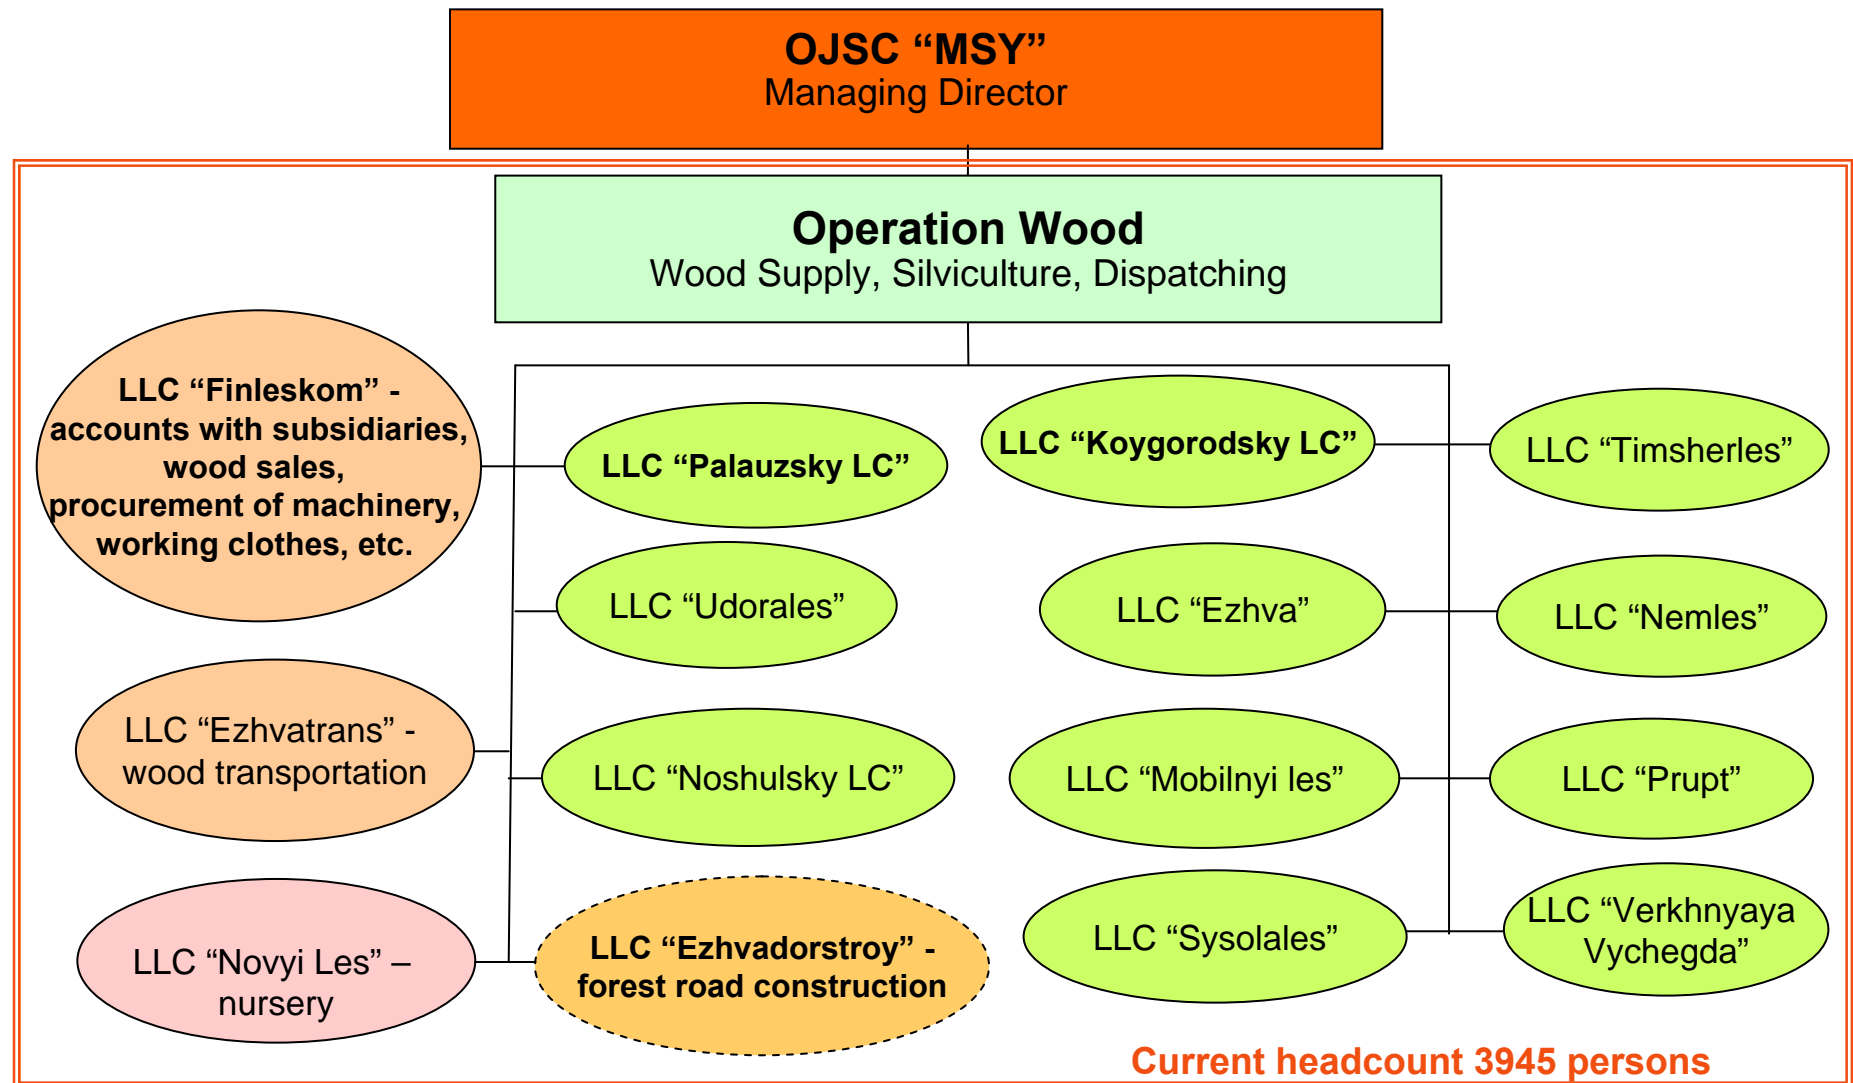 OJSC “MSY”
Managing Director
Operation Wood
Wood Supply, Silviculture, Dispatching
LLC “Finleskom” -
accounts with subsidiaries,
wood sales,
procurement of machinery,
working clothes, etc.
LLC “Palauzsky LC”
LLC “Koygorodsky LC”
LLC “Timsherles”
LLC “Udorales”
LLC “Ezhva”
LLC “Nemles”
LLC “Ezhvatrans” -
wood transportation
LLC “Noshulsky LC”
LLC “Mobilnyi les”
LLC “Prupt”
LLC “Novyi Les” –
nursery
LLC “Ezhvadorstroy” -
forest road construction
LLC “Sysolales”
LLC “Verkhnyaya
Vychegda”
Current headcount 3945 persons